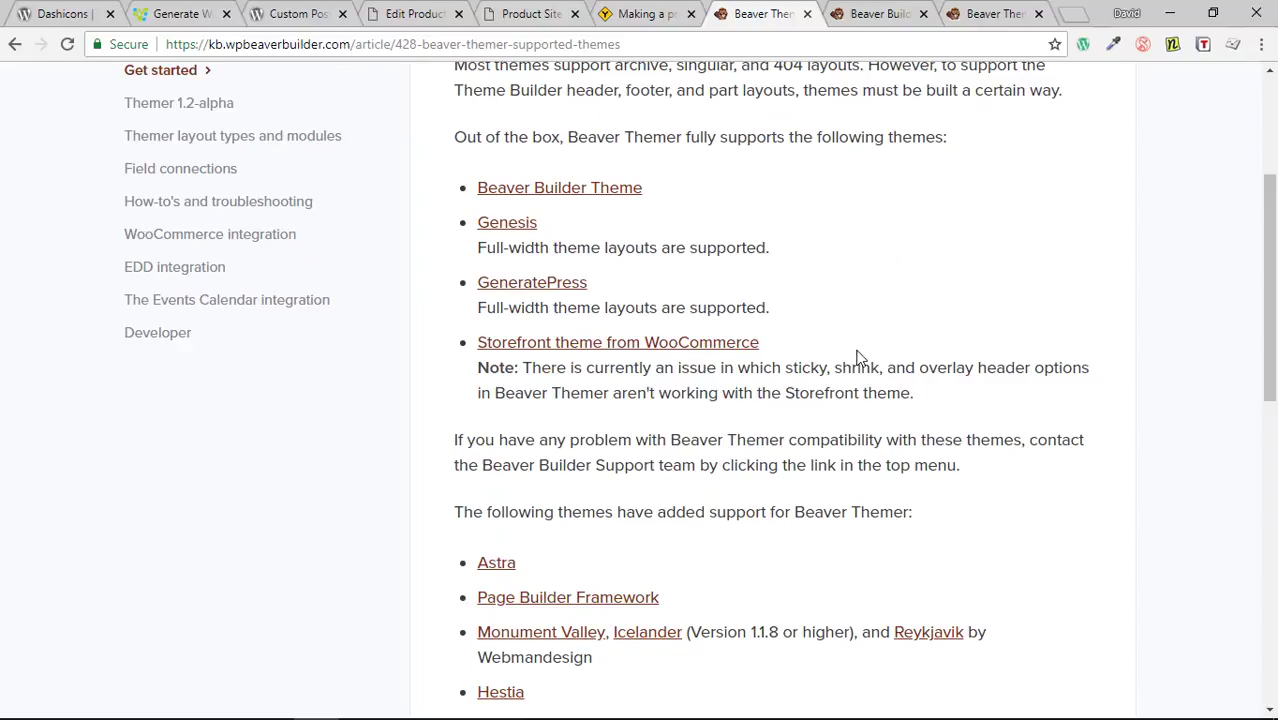 Dashicons |
Generate W
Custom Pos
Edit Product
Product Site
Making a p
Beaver Then
Beaver Buil
Beaver The
David
Secure
https://kb.wpbeaverbuilder.com/article/428-beaver-themer-supported-themes
Get started
Themer 1.2-alpha
Themer layout types and modules
Field connections
How-to's and troubleshooting
WooCommerce integration
EDD integration
The Events Calendar integration
Developer
Most themes support archive, singular, and 404 layouts. However, to support the
Theme Builder header, footer, and part layouts, themes must be built a certain way.
Out of the box, Beaver Themer fully supports the following themes:
Beaver Builder Theme
Genesis
Full-width theme layouts are supported.
GeneratePress
Full-width theme layouts are supported.
Storefront theme from WooCommerce
Note: There is currently an issue in which sticky, shrink, and overlay header options
in Beaver Themer aren't working with the Storefront theme.
If you have any problem with Beaver Themer compatibility with these themes, contact
the Beaver Builder Support team by clicking the link in the top menu.
The following themes have added support for Beaver Themer:
Astra
Page Builder Framework
Monument Valley, Icelander (Version 1.1.8 or higher), and Reykjavik by
Webmandesign
Hestia